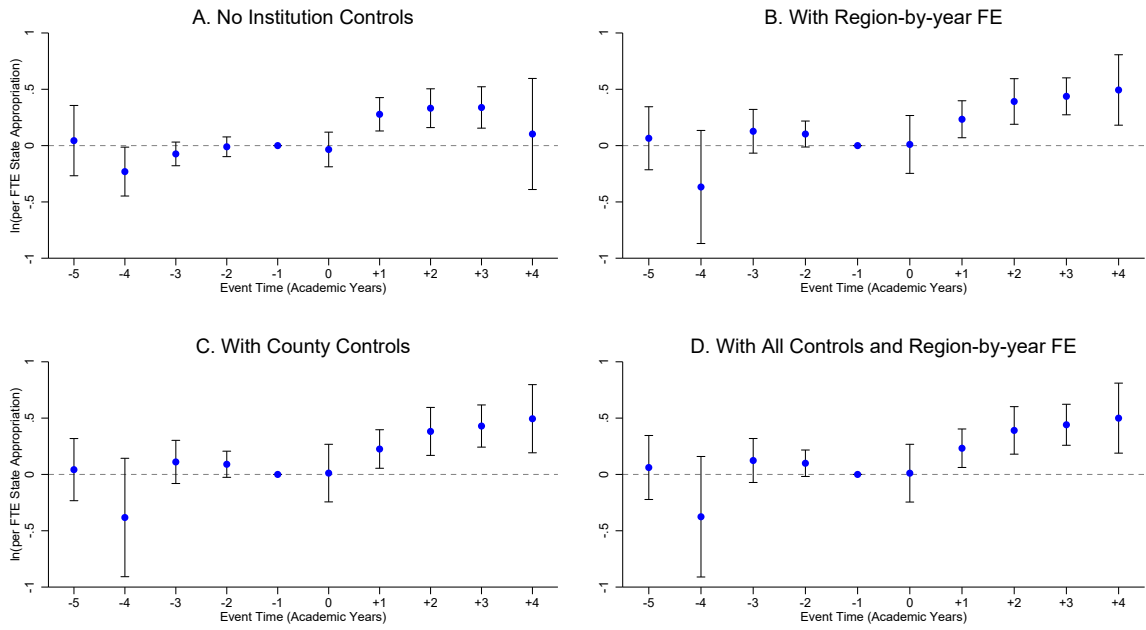 A. No Institution Controls
ln(per FTE State Appropriation)
1
.5
0
-.5
-1
-5 -4 -3 -2 -1 0 +1 +2 +3 +4
Event Time (Academic Years)
B. With Region-by-year FE
1
.5
0
-.5
-1
-5 -4 -3 -2 -1 0 +1 +2 +3 +4
Event Time (Academic Years)
C. With County Controls
ln(per FTE State Appropriation)
1
.5
0
-.5
-1
-5 -4 -3 -2 -1 0 +1 +2 +3 +4
Event Time (Academic Years)
D. With All Controls and Region-by-year FE
1
.5
0
-.5
-1
-5 -4 -3 -2 -1 0 +1 +2 +3 +4
Event Time (Academic Years)